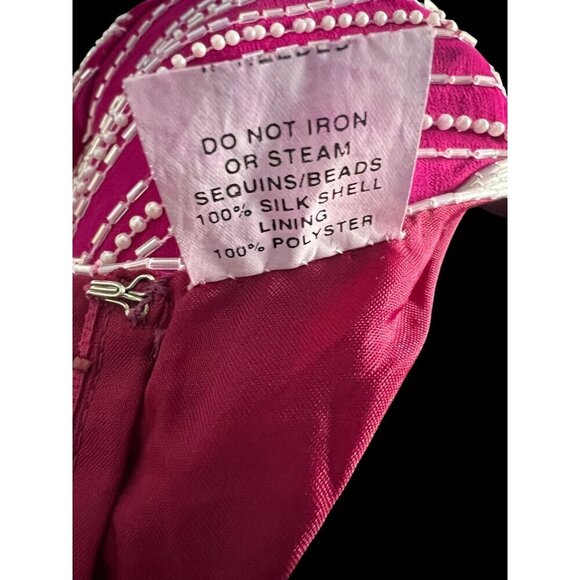 DO NOT IRON
OR STEAM
SEQUINS/BEADS
100% SILK SHELL
LINING
100% POLYSTER